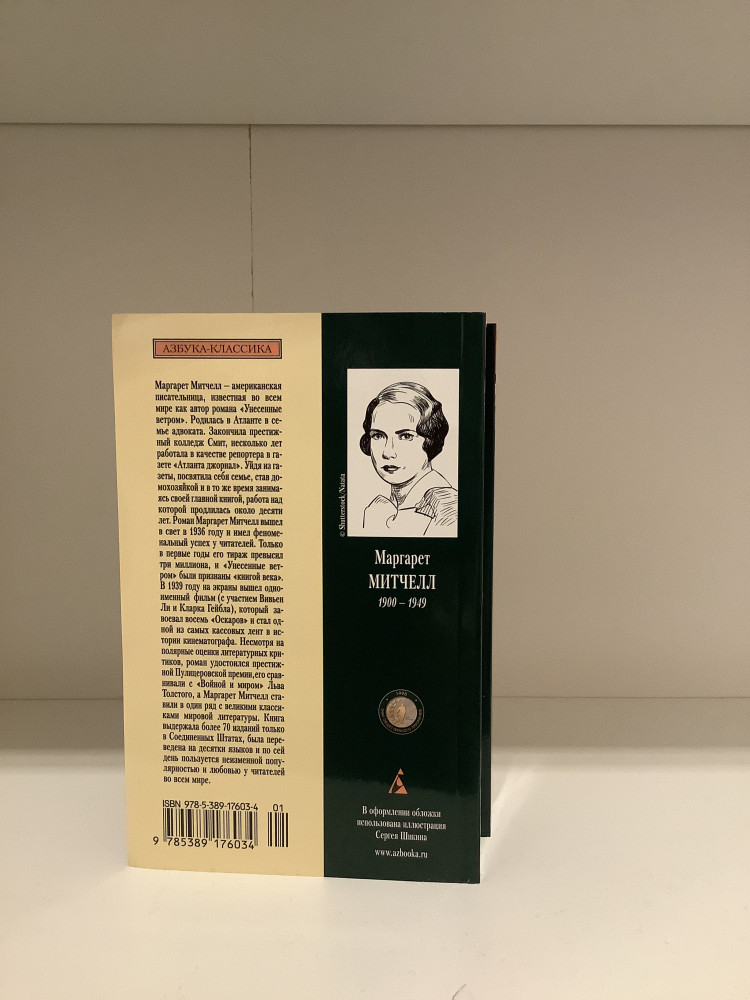 АЗБУКА-КЛАССИКА
Маргарет Митчелл – американская
писательница, известная во всем
мире как автор романа «Унесенные
ветром». Родилась в Атланте в се-
мье адвоката. Закончила престиж-
ный колледж Смит, несколько лет
работала в качестве репортера в га-
зете «Атланта джорнал». Уйдя из га-
зеты, посвятила себя семье, став до-
мохозяйкой и в то же время занима-
ясь своей главной книгой, работа над
которой продлилась около десяти
лет. Роман Маргарет Митчелл вышел
в свет в 1936 году и имел феноме-
нальный успех у читателей. Только
в первые годы его тираж превысил
три миллиона, и «Унесенные вет-
ром» были признаны «книгой века».
В 1939 году на экраны вышел одно-
именный фильм (с участием Вивьен
Ли и Кларка Гейбла), который за-
воевал восемь «Оскаров» и стал од-
ной из самых кассовых лент в ис-
тории кинематографа. Несмотря на
полярные оценки литературных кри-
тиков, роман удостоился престиж-
ной Пулицеровской премии, его срав-
нивали с «Войной и миром» Льва
Толстого, а Маргарет Митчелл ста-
вили в один ряд с великими класси-
ками мировой литературы. Книга
выдержала более 70 изданий только
в Соединенных Штатах, была пере-
ведена на десятки языков и по сей
день пользуется неизменной попу-
лярностью и любовью у читателей
во всем мире.
ISBN 978-5-389-17603-4
01
9 785389 176034
© Shutterstock/Naiata
Маргарет
МИТЧЕЛЛ
1900 – 1949
В оформлении обложки
использована иллюстрация
Сергея Шикина
www.azbooka.ru